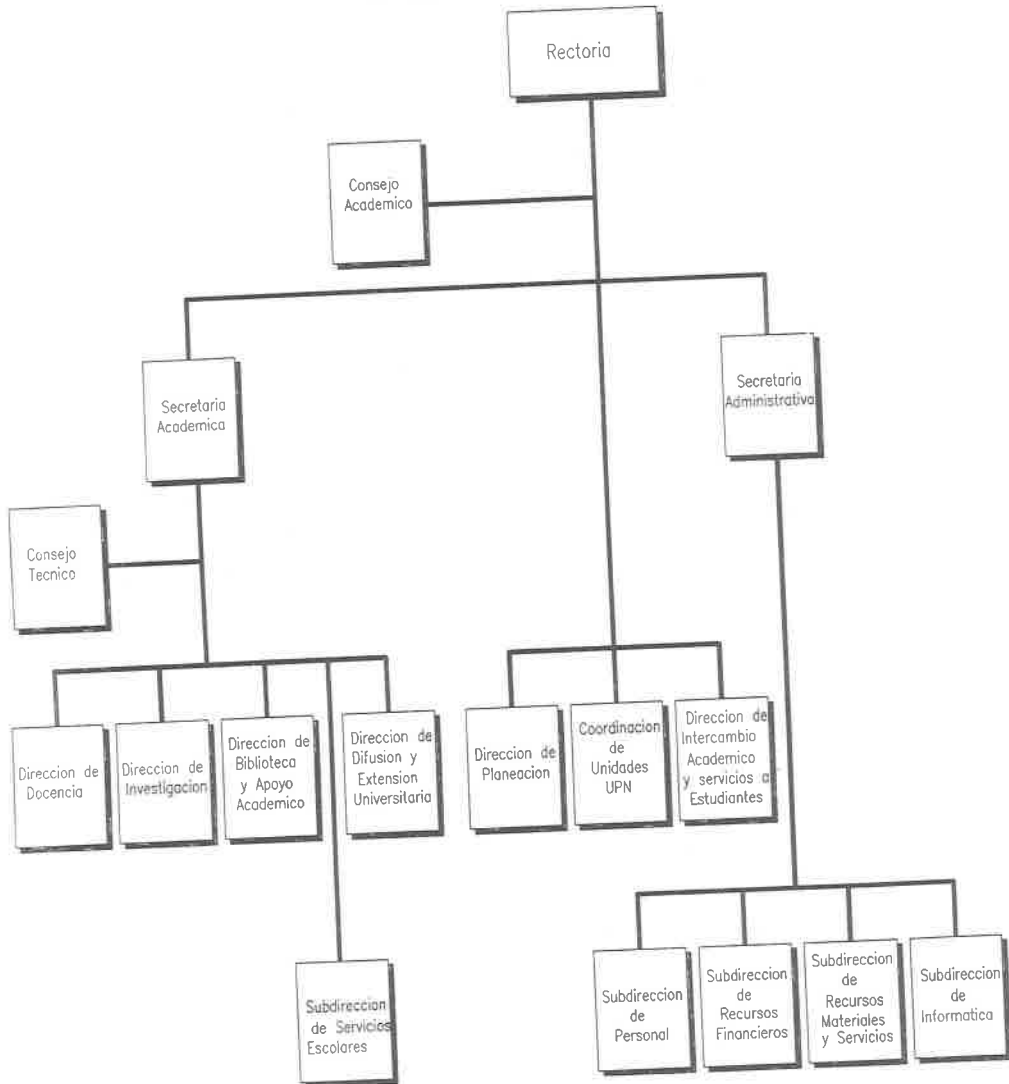 Rectoria
Consejo
Academico
Secretaria
Academica
Secretaria
Administrativa
Consejo
Tecnico
Direccion de
Docencia
Direccion de
Investigacion
Direccion de
Biblioteca
y Apoyo
Academico
Direccion de
Difusion y
Extension
Universitaria
Direccion de
Planeacion
Coordinacion
de
Unidades
UPN
Direccion de
Intercambio
Academico
y servicios a
Estudiantes
Subdireccion
de Servicios
Escolares
Subdireccion
de
Personal
Subdireccion
de
Recursos
Financieros
Subdireccion
de
Recursos
Materiales
y Servicios
Subdireccion
de
Informatica